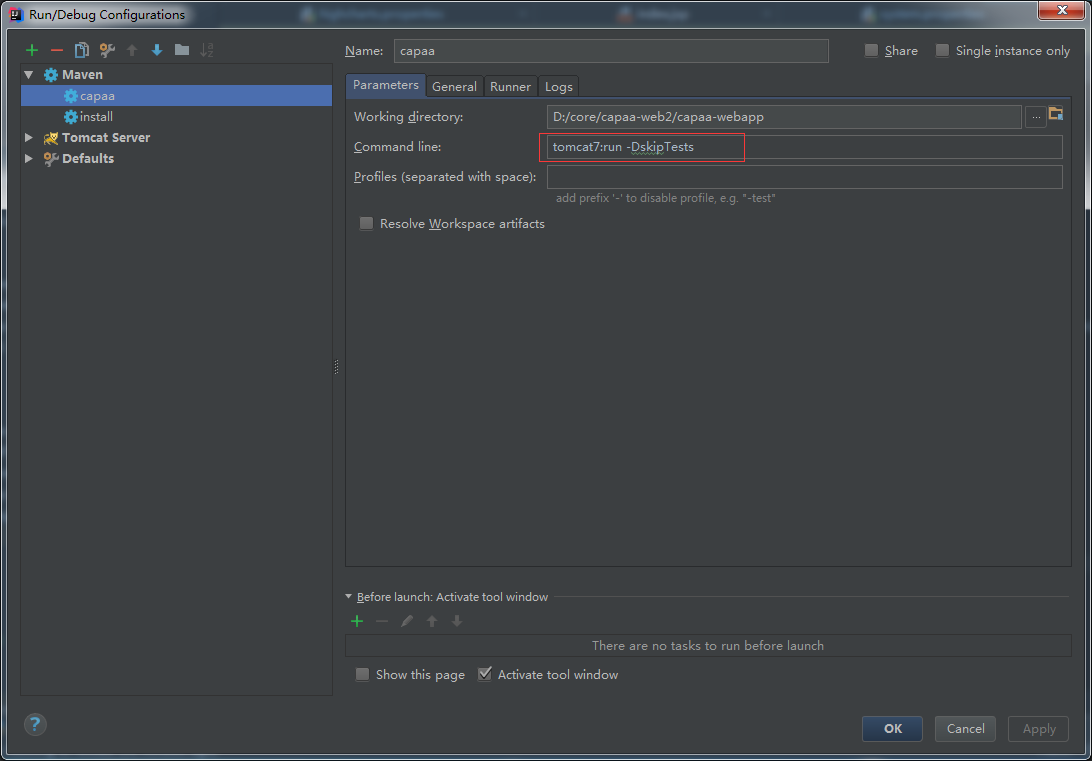 Run/Debug Configurations
Name: capaa Share Single instance only
Maven
capaa
install
Tomcat Server
Defaults
Parameters General Runner Logs
Working directory: D:/core/capaa-web2/capaa-webapp ...
Command line: tomcat7:run -DskipTests
Profiles (separated with space):
add prefix '-' to disable profile, e.g. "-test"
Resolve Workspace artifacts
Before launch: Activate tool window
There are no tasks to run before launch
Show this page Activate tool window
? OK Cancel Apply